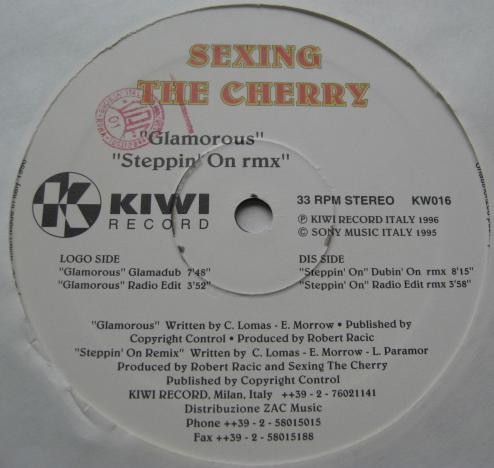 SEXING
THE CHERRY
"Glamorous"
"Steppin' On rmx"
KIWI
RECORD
33 RPM STEREO KW016
℗ KIWI RECORD ITALY 1996
© SONY MUSIC ITALY 1995
LOGO SIDE
"Glamorous" Glamadub 7'48"
"Glamorous" Radio Edit 3'52"
DIS SIDE
"Steppin' On" Dubin' On rmx 8'15"
"Steppin' On" Radio Edit rmx 3'58"
"Glamorous" Written by C. Lomas - E. Morrow • Published by
Copyright Control • Produced by Robert Racic
"Steppin' On Remix" Written by C. Lomas - E. Morrow - L. Paramor
Produced by Robert Racic and Sexing The Cherry
Published by Copyright Control
KIWI RECORD, Milan, Italy ++39 - 2 - 76021141
Distribuzione ZAC Music
Phone ++39 - 2 - 58015015
Fax ++39 - 2 - 58015188